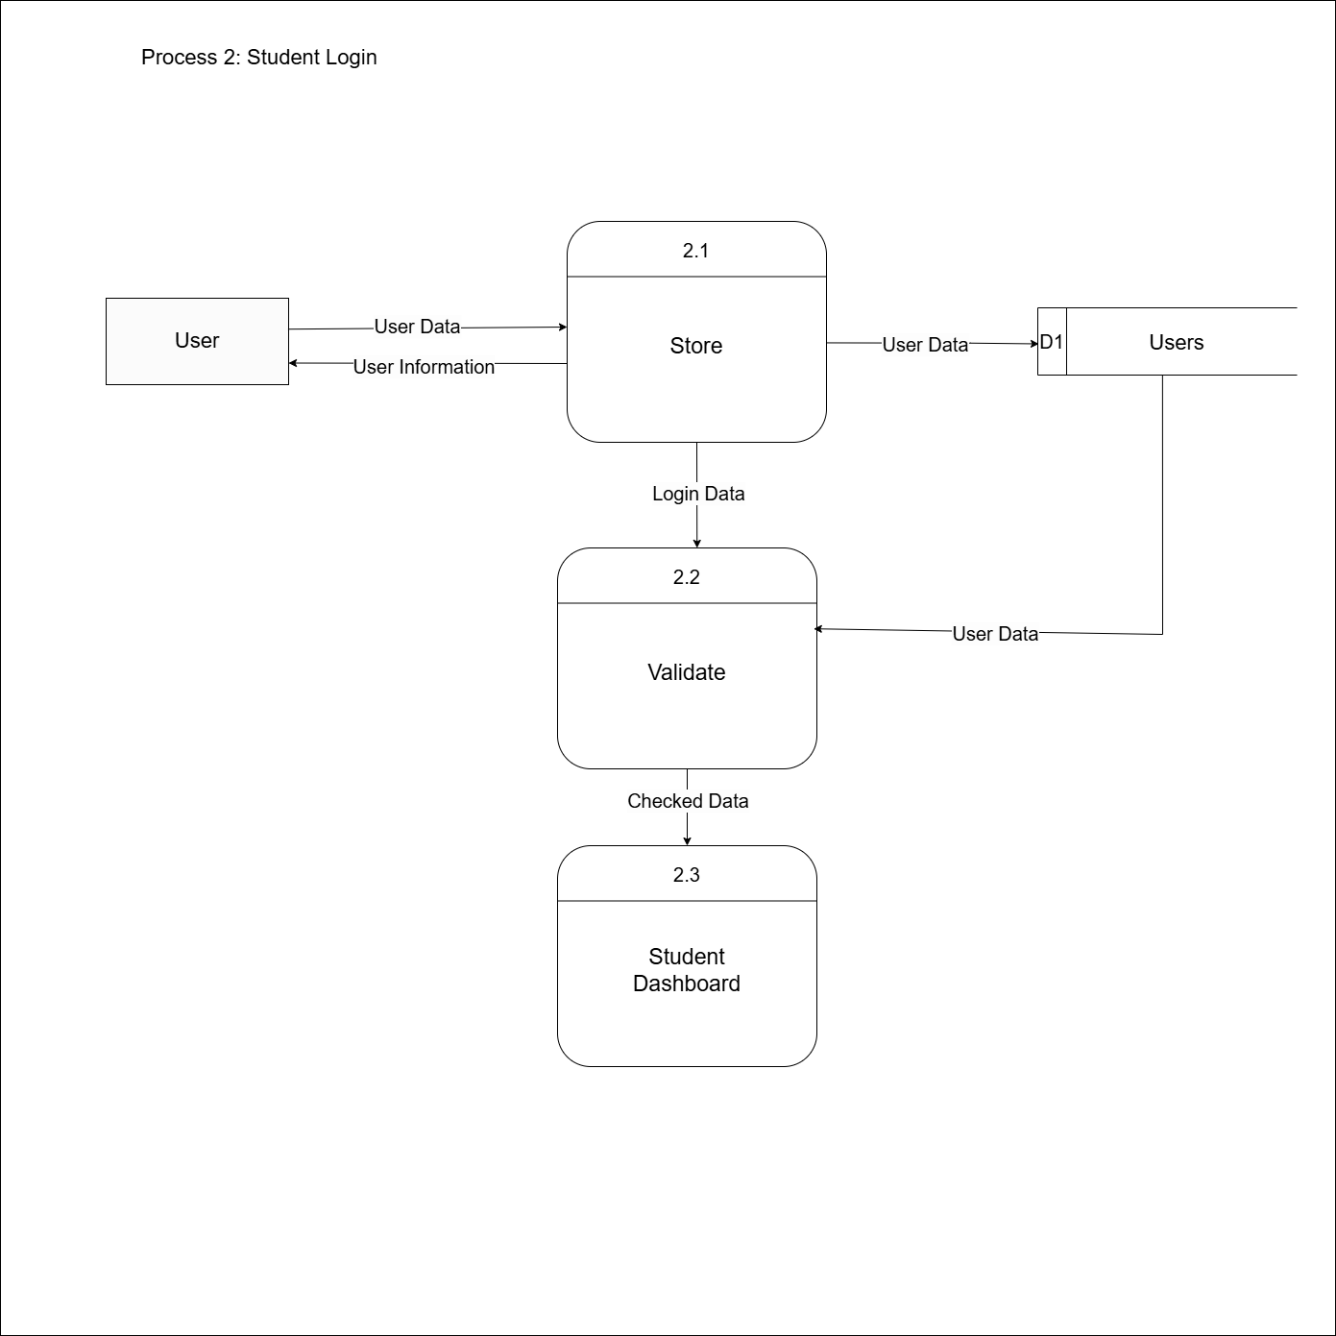 Process 2: Student Login
2.1
Store
User
User Data
User Information
User Data
D1
Users
Login Data
2.2
Validate
User Data
Checked Data
2.3
Student
Dashboard